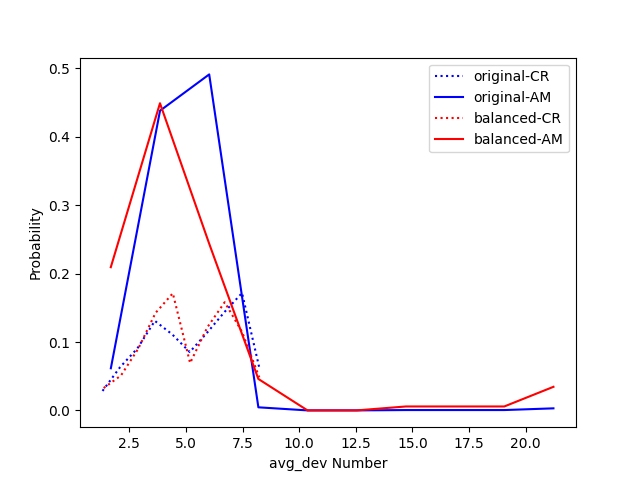 original-CR
original-AM
balanced-CR
balanced-AM
Probability
0.5
0.4
0.3
0.2
0.1
0.0
2.5 5.0 7.5 10.0 12.5 15.0 17.5 20.0
avg_dev Number